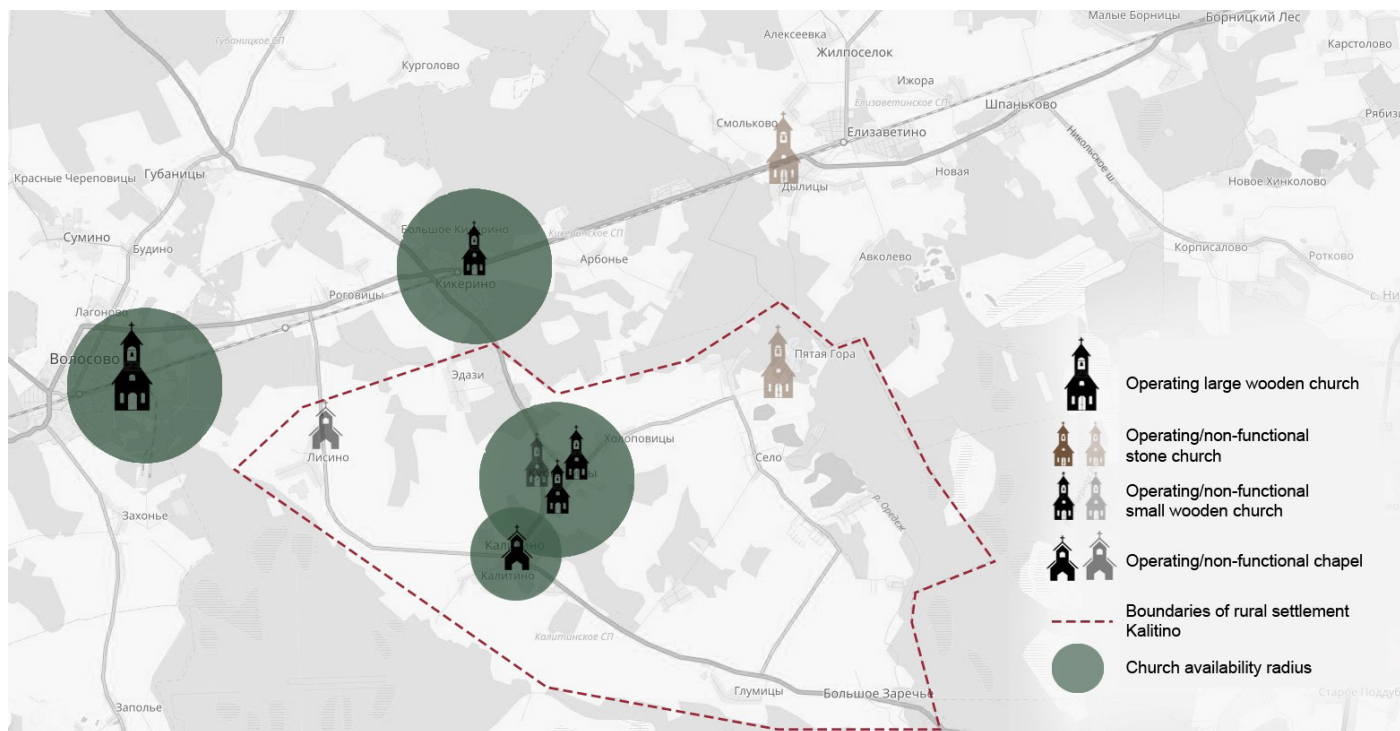 Малые Борницы
Борницкий Лес
Губаницкое СП
Алексеевка
Карстолово
Жилпоселок
Курголово
Ижора
Елизаветинское СП
Шпаньково
Смольково
Елизаветино
Никольское ш.
Красные Череповицы
Губаницы
Дылицы
Новая
Новое Хинколово
Большое Кикерино
Сумино
Будино
Кикеринское СП
Корписалово
Арбонье
Авколево
Ротково
Кикерино
Роговицы
Лагоново
Волосово
Пятая Гора
Эдази
Operating large wooden church
Холоповицы
Operating/non-functional
stone church
Лисино
Село
р. Оредеж
Operating/non-functional
small wooden church
Захонье
Калитино
Operating/non-functional chapel
Калитино
Boundaries of rural settlement
Kalitino
Калитинское СП
Church availability radius
Глумицы
Большое Заречье
Заполье